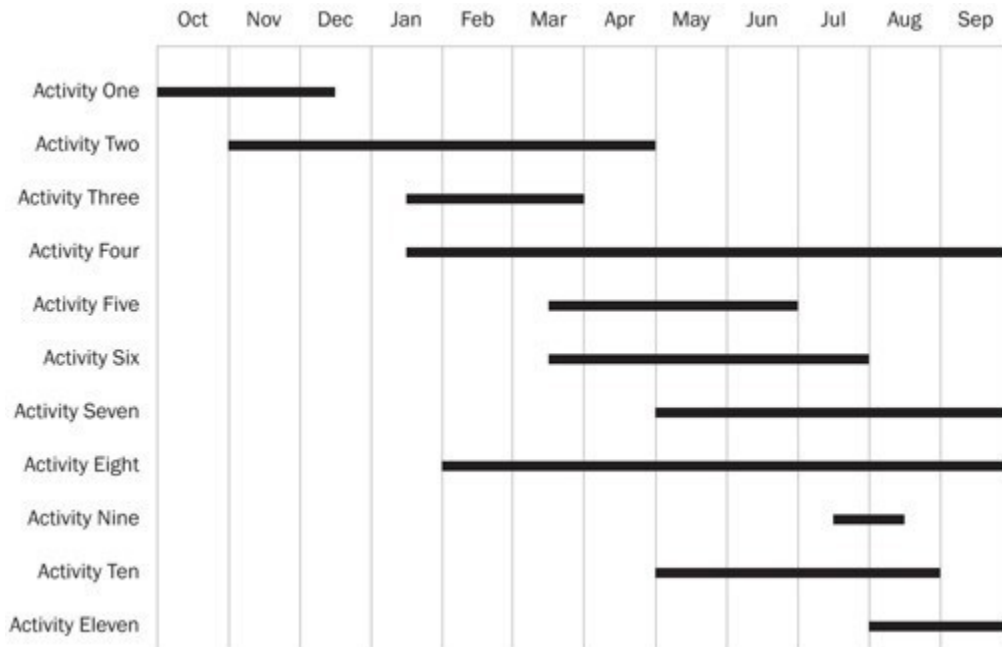 Oct Nov Dec Jan Feb Mar Apr May Jun Jul Aug Sep
Activity One
Activity Two
Activity Three
Activity Four
Activity Five
Activity Six
Activity Seven
Activity Eight
Activity Nine
Activity Ten
Activity Eleven